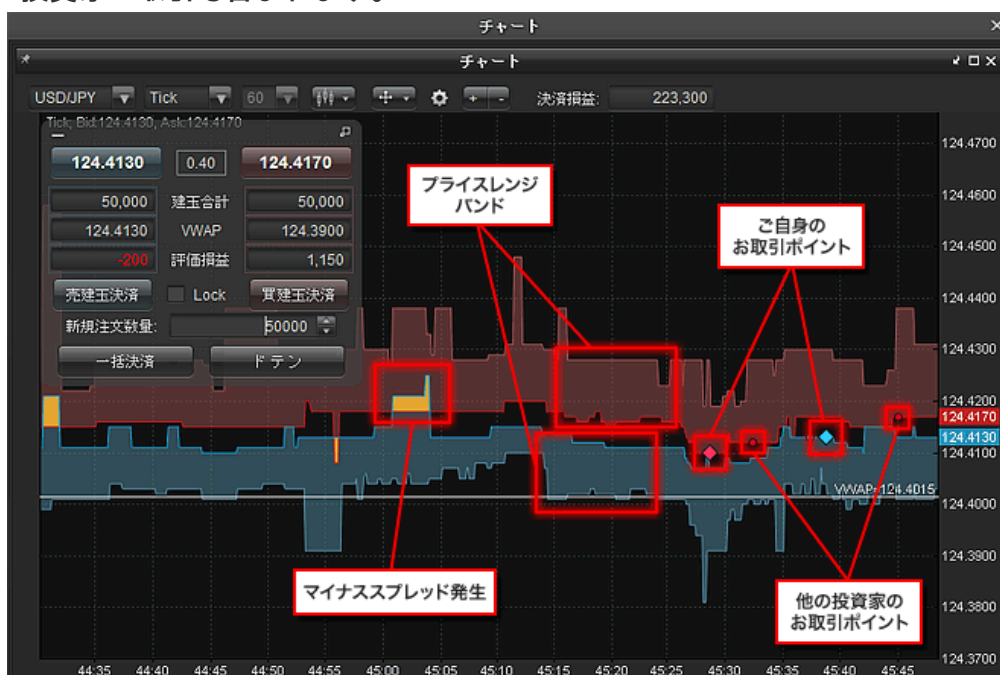 チャート
チャート
USD/JPY Tick 60 + - 決済損益: 223,300
Tick; Bid:124.4130, Ask:124.4170
124.4130 0.40 124.4170
50,000 建玉合計 50,000
124.4130 VWAP 124.3900
-200 評価損益 1,150
売建玉決済 Lock 買建玉決済
新規注文数量: 50000
一括決済 ドテン
プライスレンジ
バンド
ご自身の
お取引ポイント
マイナススプレッド発生
他の投資家の
お取引ポイント
VWAP:124.4015
124.4700
124.4600
124.4500
124.4400
124.4300
124.4200
124.4170
124.4130
124.4100
124.4000
124.3900
124.3800
124.3700
44:35 44:40 44:45 44:50 44:55 45:00 45:05 45:10 45:15 45:20 45:25 45:30 45:35 45:40 45:45